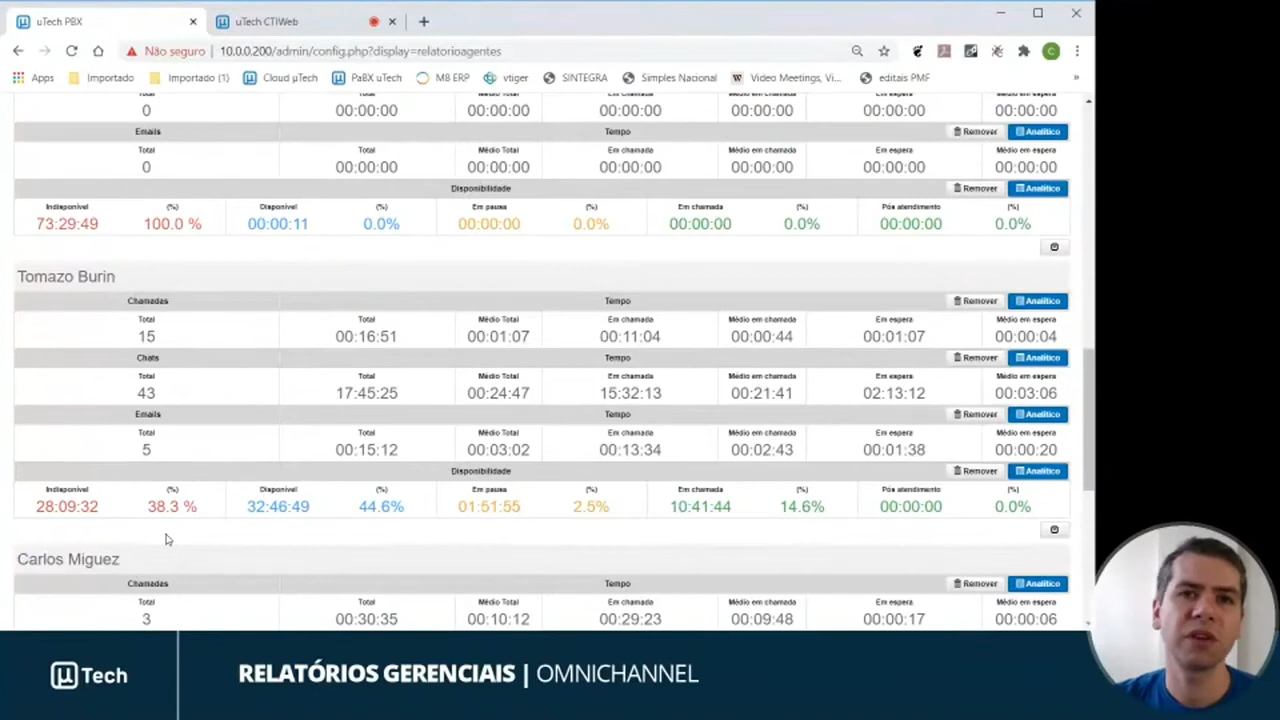 uTech PBX
uTech CTIWeb
Não seguro | 10.0.0.200/admin/config.php?display=relatorioagentes
Apps Importado Importado (1) Cloud µTech PaBX uTech M8 ERP vtiger SINTEGRA Simples Nacional Video Meetings, Vi... editais PMF »
Total Total Médio Total Em chamada Médio em chamada Em espera Médio em espera
0 00:00:00 00:00:00 00:00:00 00:00:00 00:00:00 00:00:00
Emails Tempo Remover Analítico
Total Total Médio Total Em chamada Médio em chamada Em espera Médio em espera
0 00:00:00 00:00:00 00:00:00 00:00:00 00:00:00 00:00:00
Disponibilidade Remover Analítico
Indisponível (%) Disponível (%) Em pausa (%) Em chamada (%) Pós atendimento (%)
73:29:49 100.0 % 00:00:11 0.0% 00:00:00 0.0% 00:00:00 0.0% 00:00:00 0.0%
Tomazo Burin
Chamadas Tempo Remover Analítico
Total Total Médio Total Em chamada Médio em chamada Em espera Médio em espera
15 00:16:51 00:01:07 00:11:04 00:00:44 00:01:07 00:00:04
Chats Tempo Remover Analítico
Total Total Médio Total Em chamada Médio em chamada Em espera Médio em espera
43 17:45:25 00:24:47 15:32:13 00:21:41 02:13:12 00:03:06
Emails Tempo Remover Analítico
Total Total Médio Total Em chamada Médio em chamada Em espera Médio em espera
5 00:15:12 00:03:02 00:13:34 00:02:43 00:01:38 00:00:20
Disponibilidade Remover Analítico
Indisponível (%) Disponível (%) Em pausa (%) Em chamada (%) Pós atendimento (%)
28:09:32 38.3 % 32:46:49 44.6% 01:51:55 2.5% 10:41:44 14.6% 00:00:00 0.0%
Carlos Miguez
Chamadas Tempo Remover Analítico
Total Total Médio Total Em chamada Médio em chamada Em espera Médio em espera
3 00:30:35 00:10:12 00:29:23 00:09:48 00:00:17 00:00:06
µTech
RELATÓRIOS GERENCIAIS | OMNICHANNEL